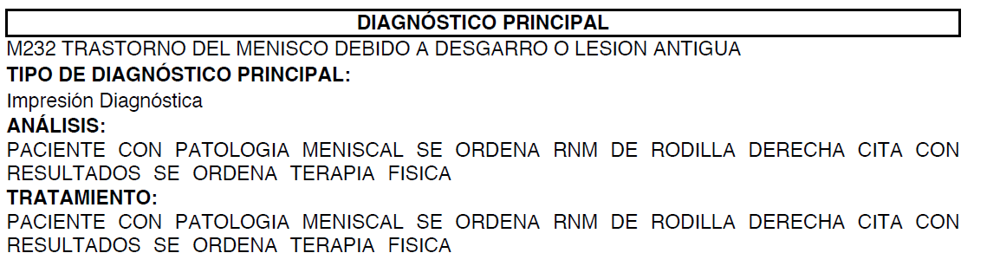 DIAGNÓSTICO PRINCIPAL
M232 TRASTORNO DEL MENISCO DEBIDO A DESGARRO O LESION ANTIGUA
TIPO DE DIAGNÓSTICO PRINCIPAL:
Impresión Diagnóstica
ANÁLISIS:
PACIENTE CON PATOLOGIA MENISCAL SE ORDENA RNM DE RODILLA DERECHA CITA CON
RESULTADOS SE ORDENA TERAPIA FISICA
TRATAMIENTO:
PACIENTE CON PATOLOGIA MENISCAL SE ORDENA RNM DE RODILLA DERECHA CITA CON
RESULTADOS SE ORDENA TERAPIA FISICA